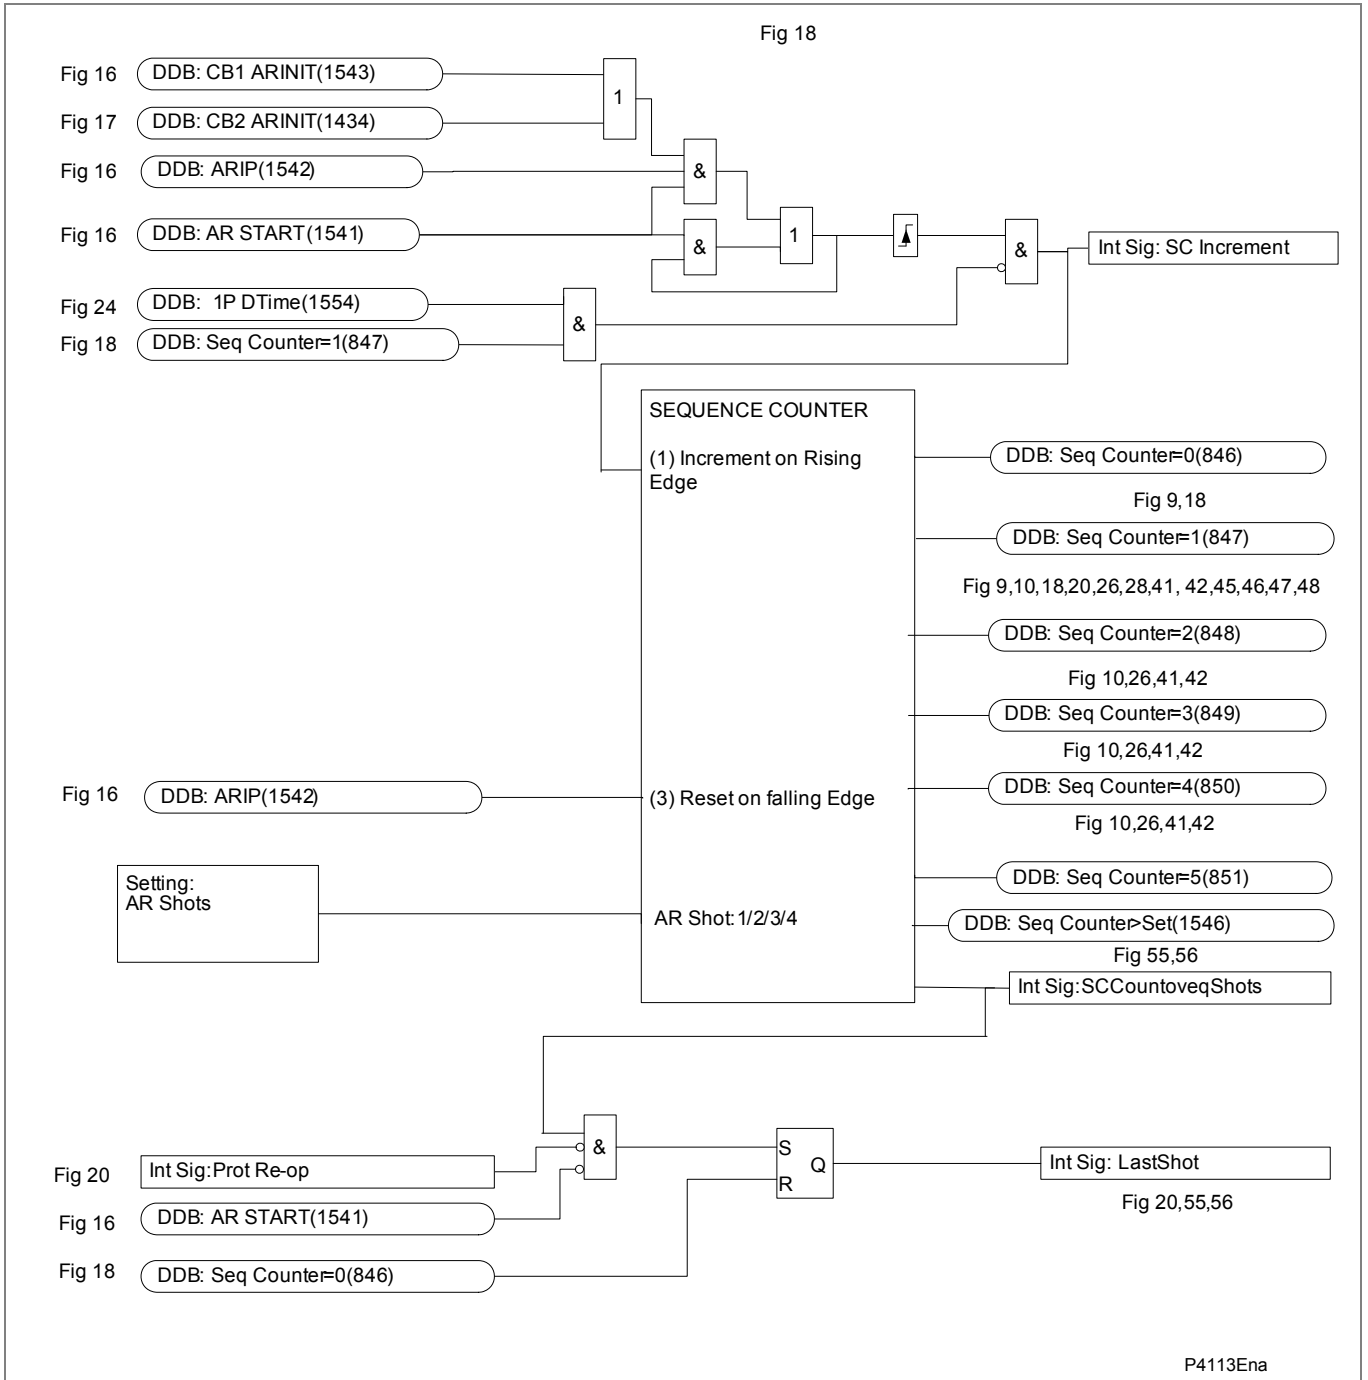 Fig 18
Fig 16
DDB: CB1 ARINIT(1543)
1
Fig 17
DDB: CB2 ARINIT(1434)
Fig 16
DDB: ARIP(1542)
&
Fig 16
DDB: AR START(1541)
&
1
&
Int Sig: SC Increment
Fig 24
DDB: 1P DTime(1554)
&
Fig 18
DDB: Seq Counter=1(847)
SEQUENCE COUNTER
(1) Increment on Rising
Edge
DDB: Seq Counter=0(846)
Fig 9,18
DDB: Seq Counter=1(847)
Fig 9,10,18,20,26,28,41, 42,45,46,47,48
DDB: Seq Counter=2(848)
Fig 10,26,41,42
DDB: Seq Counter=3(849)
Fig 10,26,41,42
Fig 16
DDB: ARIP(1542)
(3) Reset on falling Edge
DDB: Seq Counter=4(850)
Fig 10,26,41,42
Setting:
AR Shots
AR Shot:1/2/3/4
DDB: Seq Counter=5(851)
DDB: Seq Counter>Set(1546)
Fig 55,56
Int Sig:SCCountoveqShots
&
Fig 20
Int Sig:Prot Re-op
S
Q
R
Int Sig: LastShot
Fig 20,55,56
Fig 16
DDB: AR START(1541)
Fig 18
DDB: Seq Counter=0(846)
P4113Ena